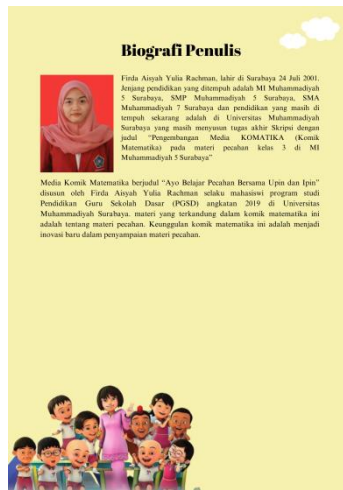 Biografi Penulis
Firda Aisyah Yulia Rachman, lahir di Surabaya 24 Juli 2001.
Jenjang pendidikan yang ditempuh adalah MI Muhammadiyah
5 Surabaya, SMP Muhammadiyah 5 Surabaya, SMA
Muhammadiyah 7 Surabaya dan pendidikan yang masih di
tempuh sekarang adalah di Universitas Muhammadiyah
Surabaya yang masih menyusun tugas akhir Skripsi dengan
judul “Pengembangan Media KOMATIKA (Komik
Matematika) pada materi pecahan kelas 3 di MI
Muhammadiyah 5 Surabaya”
Media Komik Matematika berjudul “Ayo Belajar Pecahan Bersama Upin dan Ipin”
disusun oleh Firda Aisyah Yulia Rachman selaku mahasiswi program studi
Pendidikan Guru Sekolah Dasar (PGSD) angkatan 2019 di Universitas
Muhammadiyah Surabaya. materi yang terkandung dalam komik matematika ini
adalah tentang materi pecahan. Keunggulan komik matematika ini adalah menjadi
inovasi baru dalam penyampaian materi pecahan.